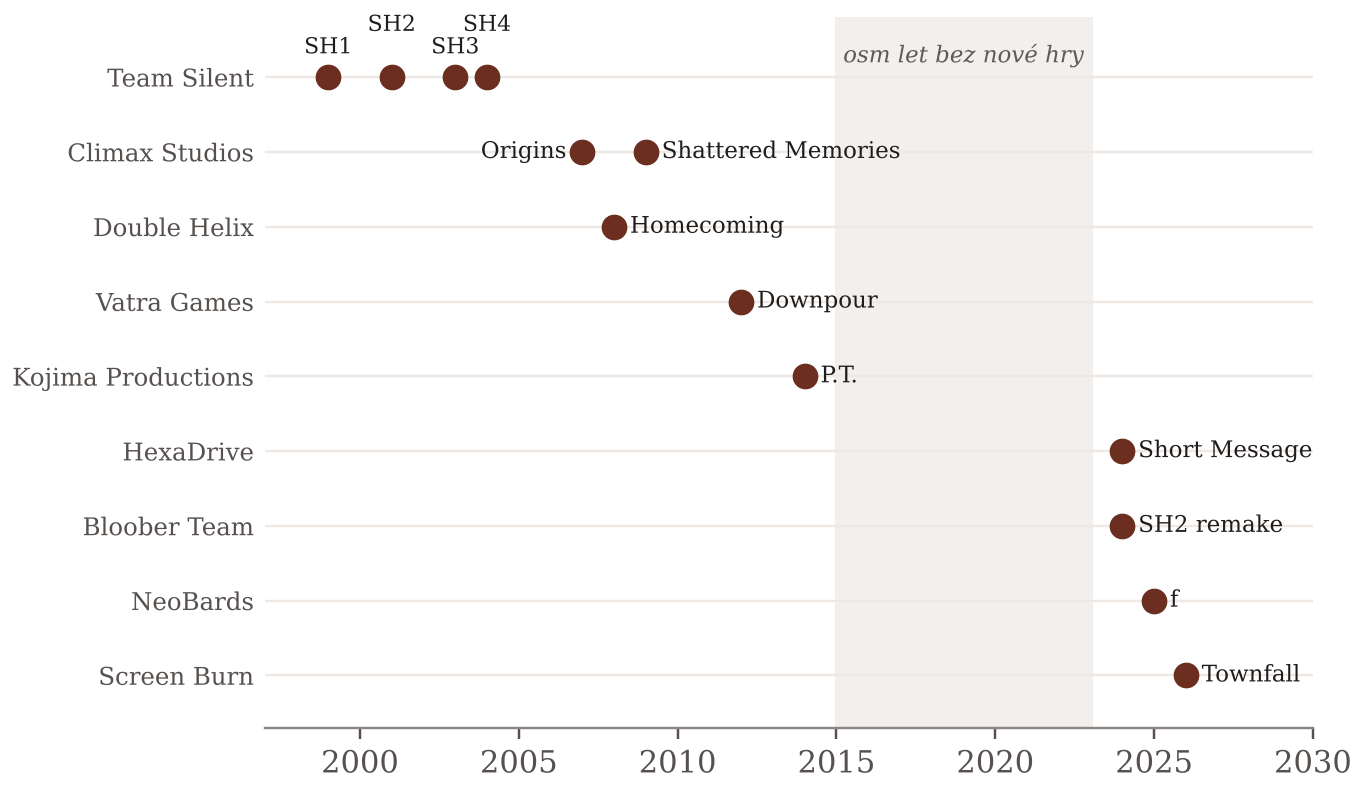 SH2 SH4
SH1 SH3
osm let bez nové hry
Team Silent
Climax Studios Origins Shattered Memories
Double Helix Homecoming
Vatra Games Downpour
Kojima Productions P.T.
HexaDrive Short Message
Bloober Team SH2 remake
NeoBards f
Screen Burn Townfall
2000 2005 2010 2015 2020 2025 2030